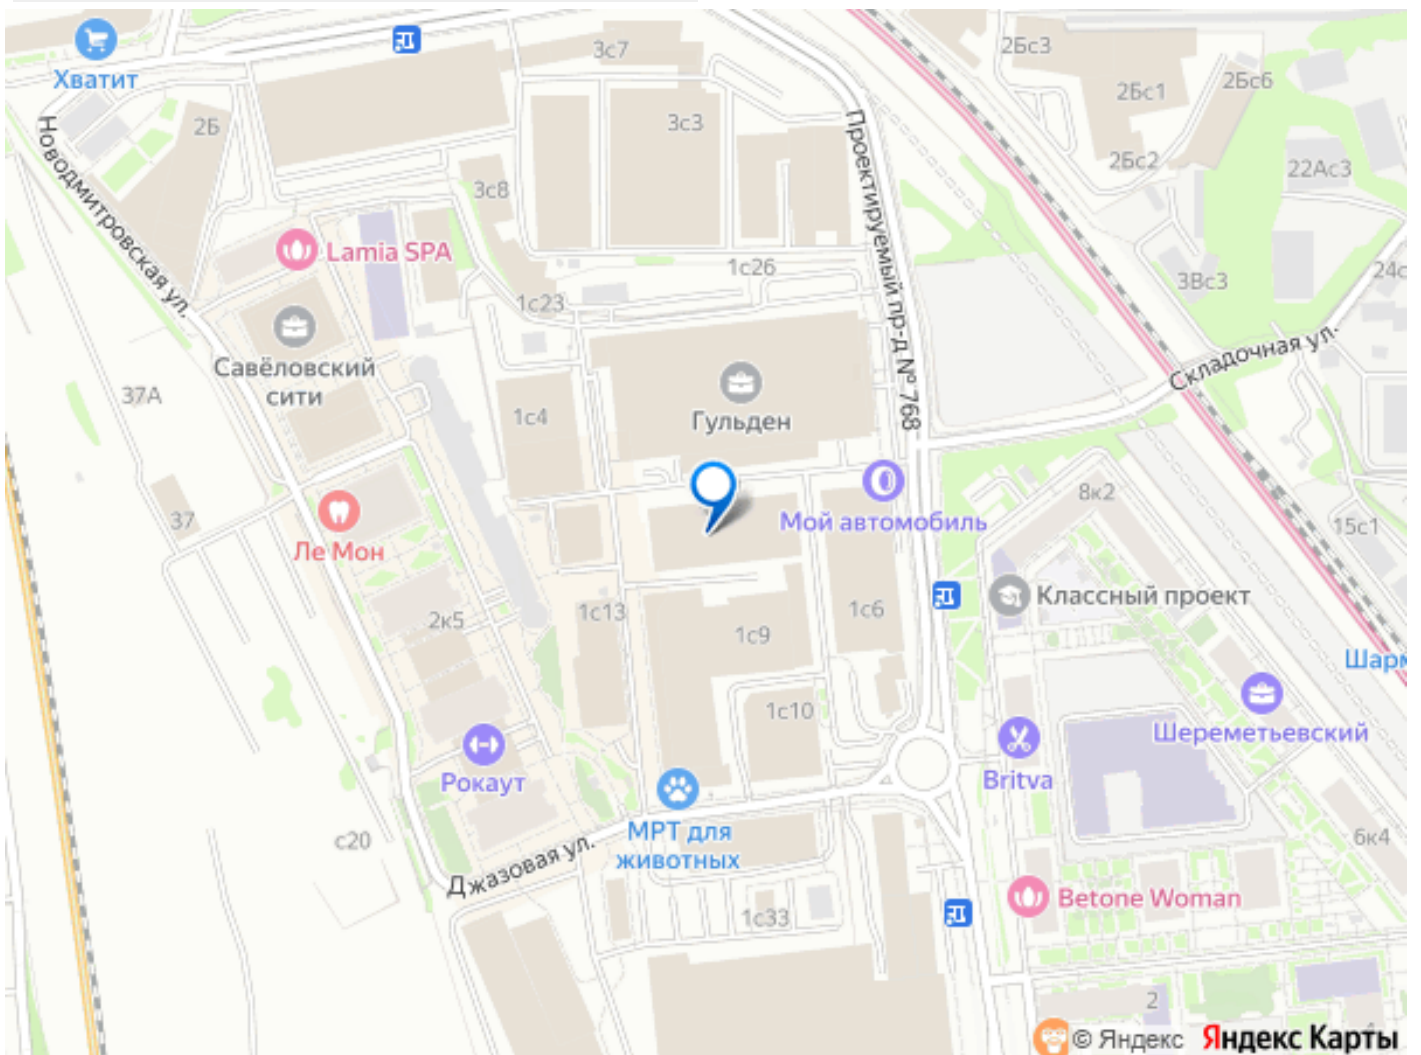 Хватит
3с7
2Бс3
2Бс1
2Бс6
2Б
3с3
2Бс2
22Ас3
Новодмитровская ул.
3с8
Проектируемый пр-д № 768
Lamia SPA
1с26
3Вс3
24с
1с23
Савёловский
сити
Складочная ул.
37А
1с4
Гульден
8к2
37
Мой автомобиль
15с1
Ле Мон
Классный проект
2к5
1с13
1с9
1с6
Шарм
1с10
Шереметьевский
Рокаут
Britva
с20
МРТ для
животных
6к4
Джазовая ул.
Betone Woman
1с33
2
4
© Яндекс Яндекс Карты